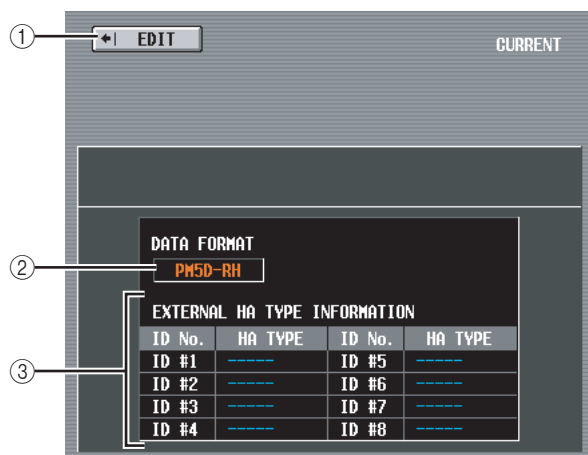 ① ←| EDIT CURRENT
DATA FORMAT
② PM5D-RH
③ EXTERNAL HA TYPE INFORMATION
ID No. HA TYPE ID No. HA TYPE
ID #1 ----- ID #5 -----
ID #2 ----- ID #6 -----
ID #3 ----- ID #7 -----
ID #4 ----- ID #8 -----